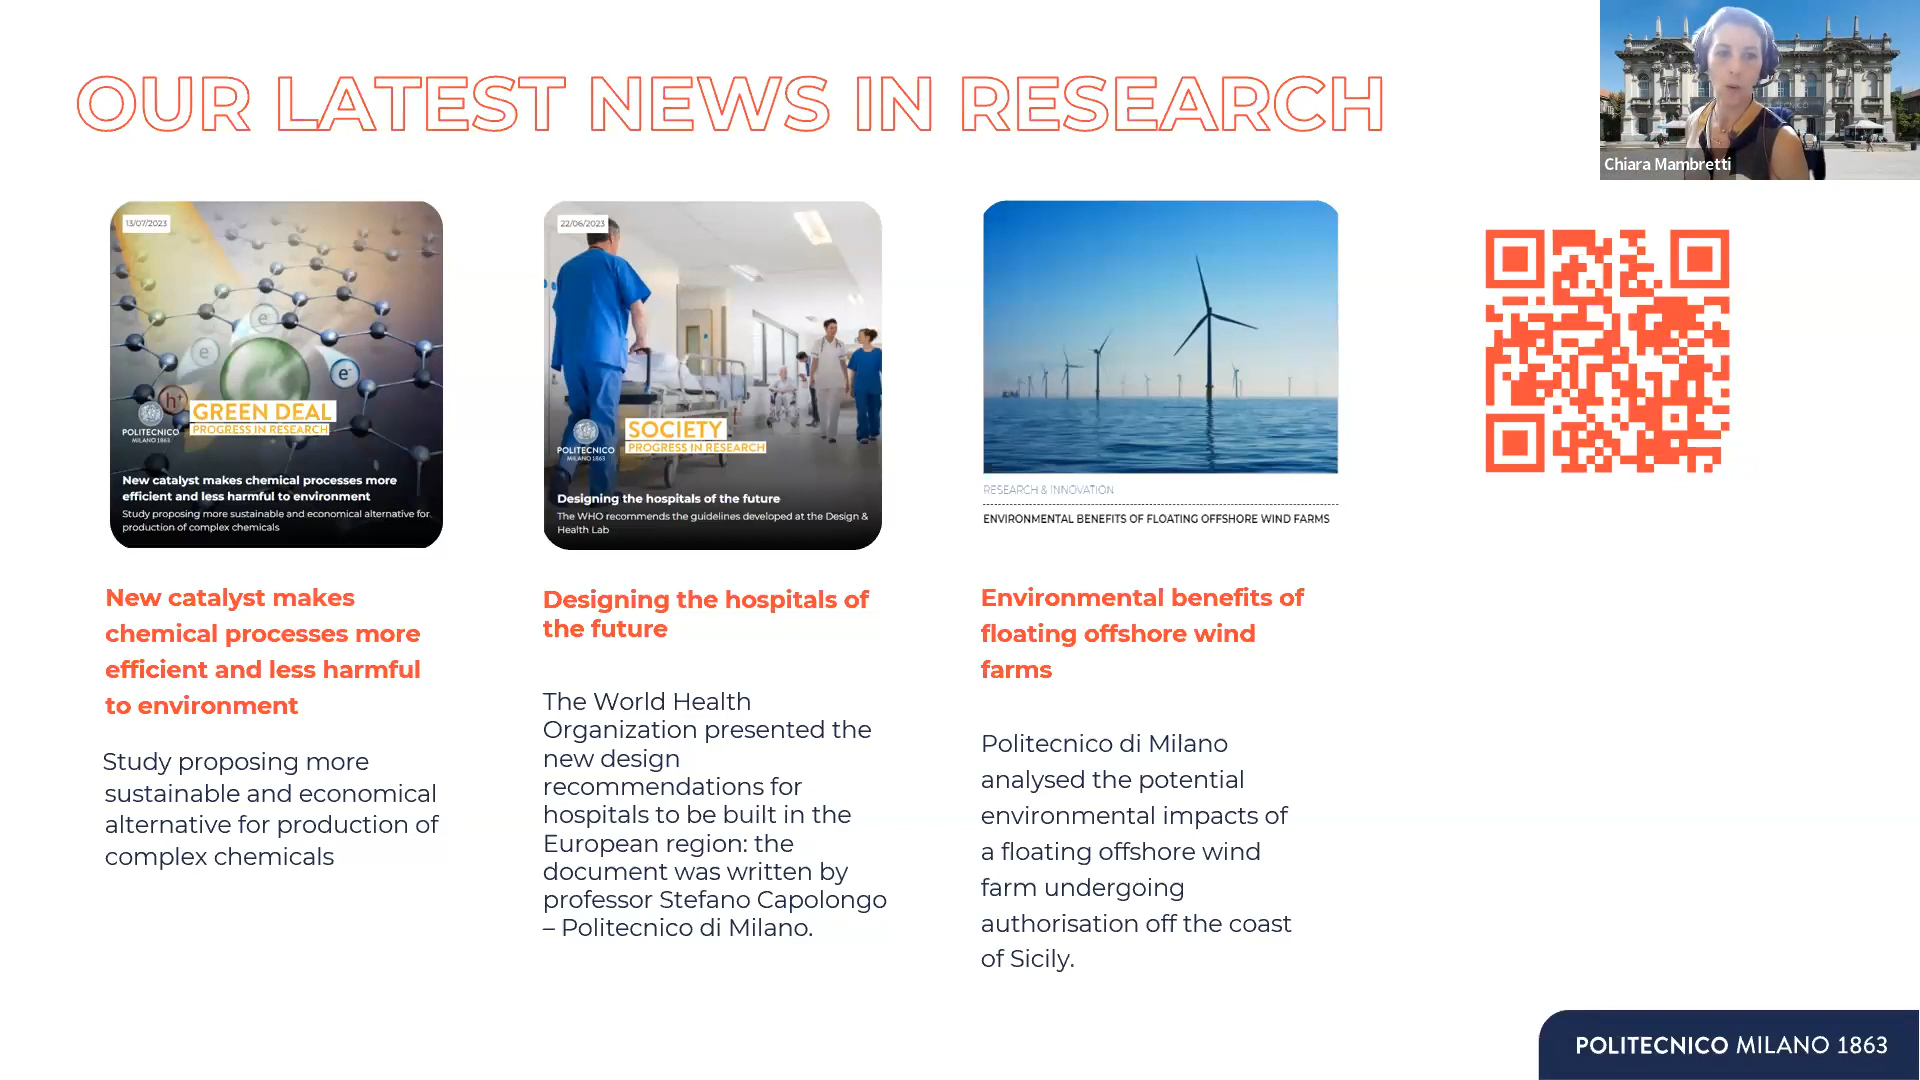 OUR LATEST NEWS IN RESEARCH
Chiara Mambretti
13/07/2023
e
e
e-
h+
POLITECNICO
MILANO 1863
GREEN DEAL
PROGRESS IN RESEARCH
New catalyst makes chemical processes more
efficient and less harmful to environment
Study proposing more sustainable and economical alternative for
production of complex chemicals
22/06/2023
POLITECNICO
MILANO 1863
SOCIETY
PROGRESS IN RESEARCH
Designing the hospitals of the future
The WHO recommends the guidelines developed at the Design &
Health Lab
RESEARCH & INNOVATION
ENVIRONMENTAL BENEFITS OF FLOATING OFFSHORE WIND FARMS
New catalyst makes
chemical processes more
efficient and less harmful
to environment
Study proposing more
sustainable and economical
alternative for production of
complex chemicals
Designing the hospitals of
the future
The World Health
Organization presented the
new design
recommendations for
hospitals to be built in the
European region: the
document was written by
professor Stefano Capolongo
– Politecnico di Milano.
Environmental benefits of
floating offshore wind
farms
Politecnico di Milano
analysed the potential
environmental impacts of
a floating offshore wind
farm undergoing
authorisation off the coast
of Sicily.
POLITECNICO MILANO 1863